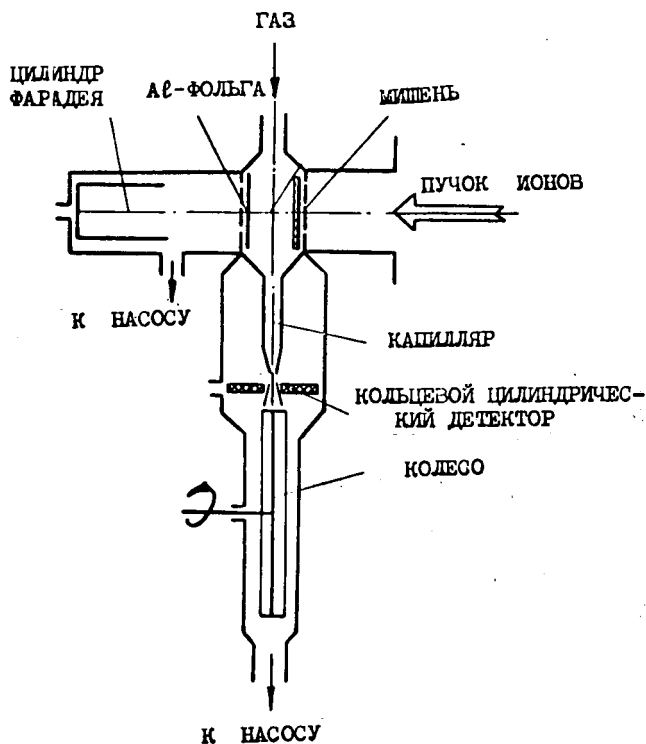 ГАЗ
ЦИЛИНДР
ФАРАДЕЯ
Aℓ-ФОЛЬГА
МИШЕНЬ
ПУЧОК ИОНОВ
К НАСОСУ
КАПИЛЛЯР
КОЛЬЦЕВОЙ ЦИЛИНДРИЧЕС-
КИЙ ДЕТЕКТОР
КОЛЕСО
К НАСОСУ